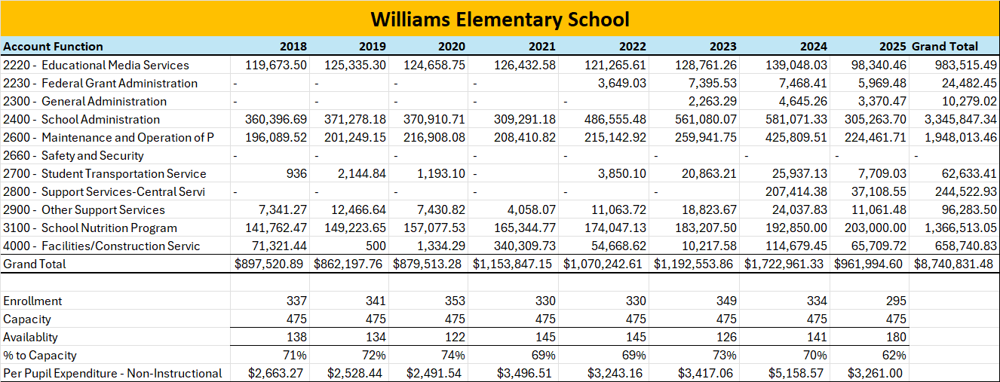 Williams Elementary School
Account Function 2018 2019 2020 2021 2022 2023 2024 2025 Grand Total
2220 - Educational Media Services 119,673.50 125,335.30 124,658.75 126,432.58 121,265.61 128,761.26 139,048.03 98,340.46 983,515.49
2230 - Federal Grant Administration - - - - 3,649.03 7,395.53 7,468.41 5,969.48 24,482.45
2300 - General Administration - - - - - 2,263.29 4,645.26 3,370.47 10,279.02
2400 - School Administration 360,396.69 371,278.18 370,910.71 309,291.18 486,555.48 561,080.07 581,071.33 305,263.70 3,345,847.34
2600 - Maintenance and Operation of P 196,089.52 201,249.15 216,908.08 208,410.82 215,142.92 259,941.75 425,809.51 224,461.71 1,948,013.46
2660 - Safety and Security - - - - - - - - -
2700 - Student Transportation Service 936 2,144.84 1,193.10 - 3,850.10 20,863.21 25,937.13 7,709.03 62,633.41
2800 - Support Services-Central Servi - - - - - - 207,414.38 37,108.55 244,522.93
2900 - Other Support Services 7,341.27 12,466.64 7,430.82 4,058.07 11,063.72 18,823.67 24,037.83 11,061.48 96,283.50
3100 - School Nutrition Program 141,762.47 149,223.65 157,077.53 165,344.77 174,047.13 183,207.50 192,850.00 203,000.00 1,366,513.05
4000 - Facilities/Construction Servic 71,321.44 500 1,334.29 340,309.73 54,668.62 10,217.58 114,679.45 65,709.72 658,740.83
Grand Total $897,520.89 $862,197.76 $879,513.28 $1,153,847.15 $1,070,242.61 $1,192,553.86 $1,722,961.33 $961,994.60 $8,740,831.48
Enrollment 337 341 353 330 330 349 334 295
Capacity 475 475 475 475 475 475 475 475
Availablity 138 134 122 145 145 126 141 180
% to Capacity 71% 72% 74% 69% 69% 73% 70% 62%
Per Pupil Expenditure - Non-Instructional $2,663.27 $2,528.44 $2,491.54 $3,496.51 $3,243.16 $3,417.06 $5,158.57 $3,261.00